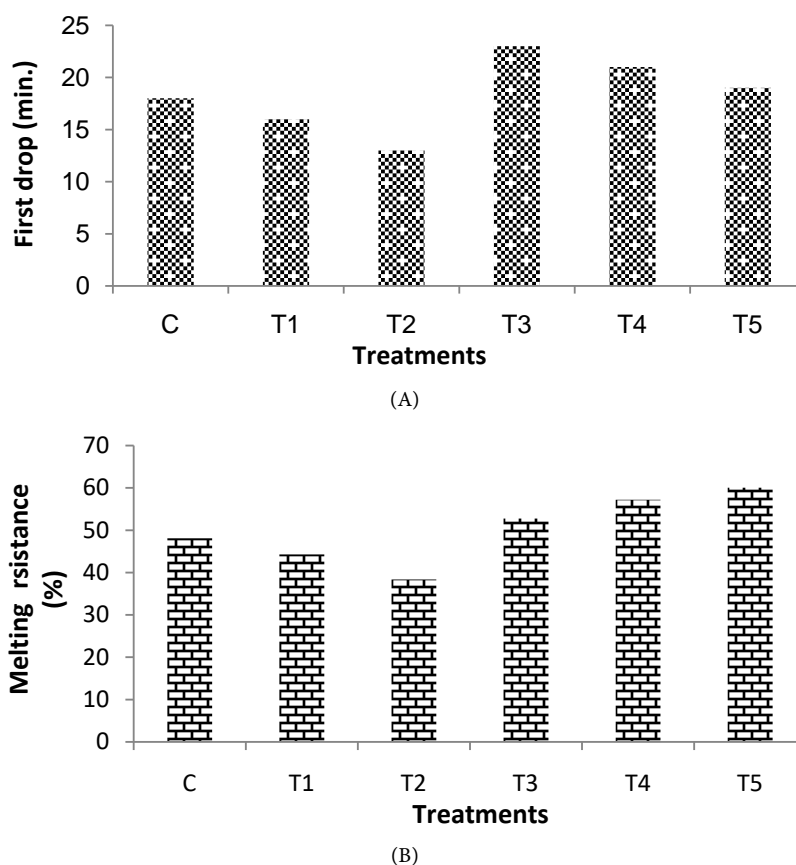 25
20
15
10
5
0
First drop (min.)
C T1 T2 T3 T4 T5
Treatments
(A)
70
60
50
40
30
20
10
0
Melting rsistance
(%)
C T1 T2 T3 T4 T5
Treatments
(B)